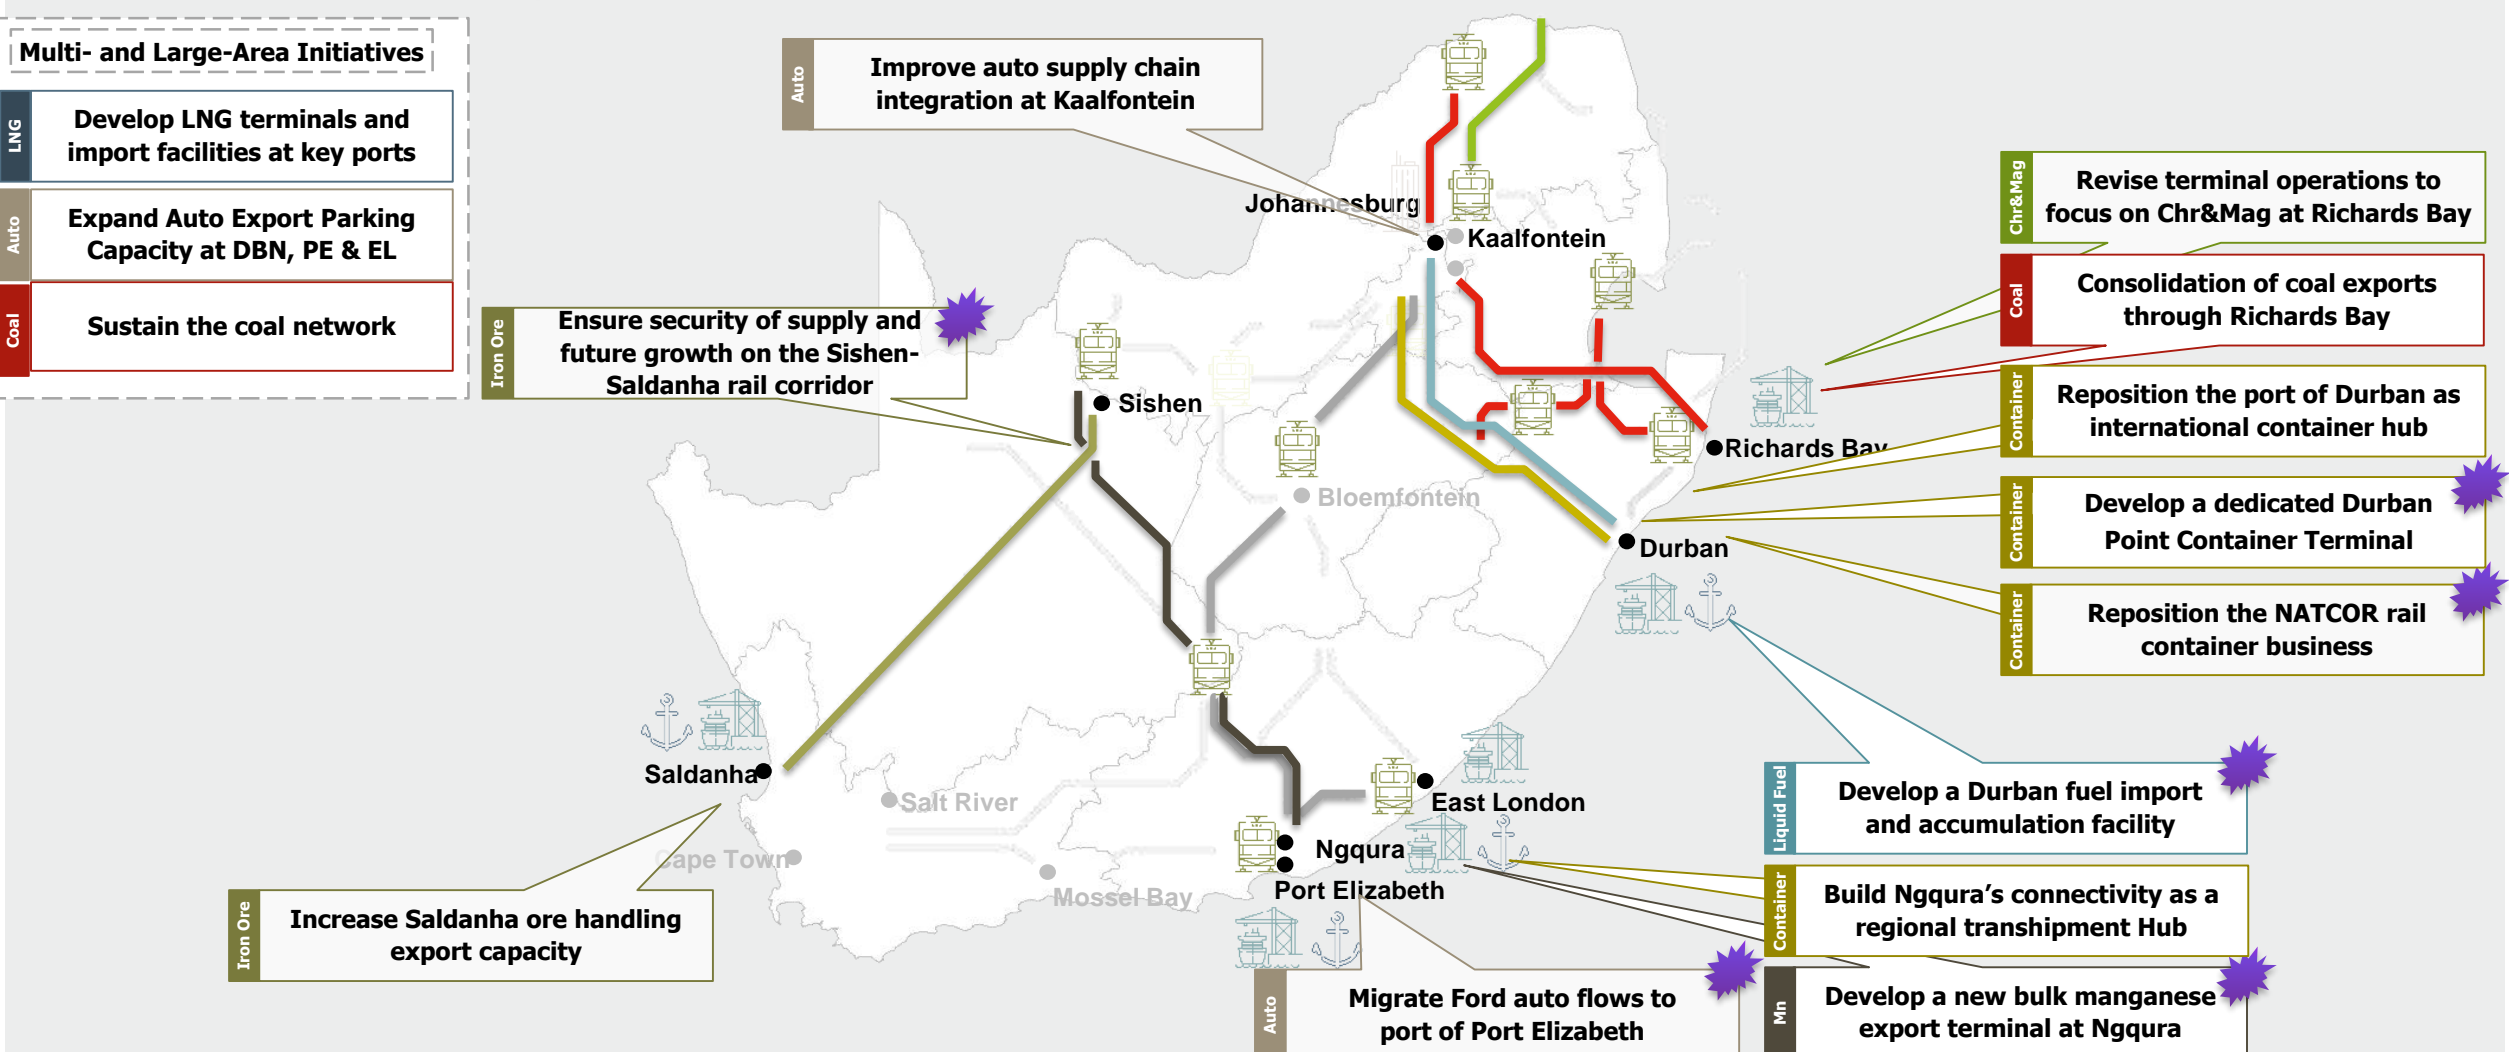 Multi- and Large-Area Initiatives
LNG
Develop LNG terminals and
import facilities at key ports
Auto
Expand Auto Export Parking
Capacity at DBN, PE & EL
Coal
Sustain the coal network
Auto
Improve auto supply chain
integration at Kaalfontein
Iron Ore
Ensure security of supply and
future growth on the Sishen-
Saldanha rail corridor
Johannesburg
Kaalfontein
Sishen
Bloemfontein
Richards Bay
Durban
Saldanha
Salt River
Cape Town
Mossel Bay
East London
Ngqura
Port Elizabeth
Chr&Mag
Revise terminal operations to
focus on Chr&Mag at Richards Bay
Coal
Consolidation of coal exports
through Richards Bay
Container
Reposition the port of Durban as
international container hub
Container
Develop a dedicated Durban
Point Container Terminal
Container
Reposition the NATCOR rail
container business
Liquid Fuel
Develop a Durban fuel import
and accumulation facility
Container
Build Ngqura’s connectivity as a
regional transhipment Hub
Mn
Develop a new bulk manganese
export terminal at Ngqura
Auto
Migrate Ford auto flows to
port of Port Elizabeth
Iron Ore
Increase Saldanha ore handling
export capacity